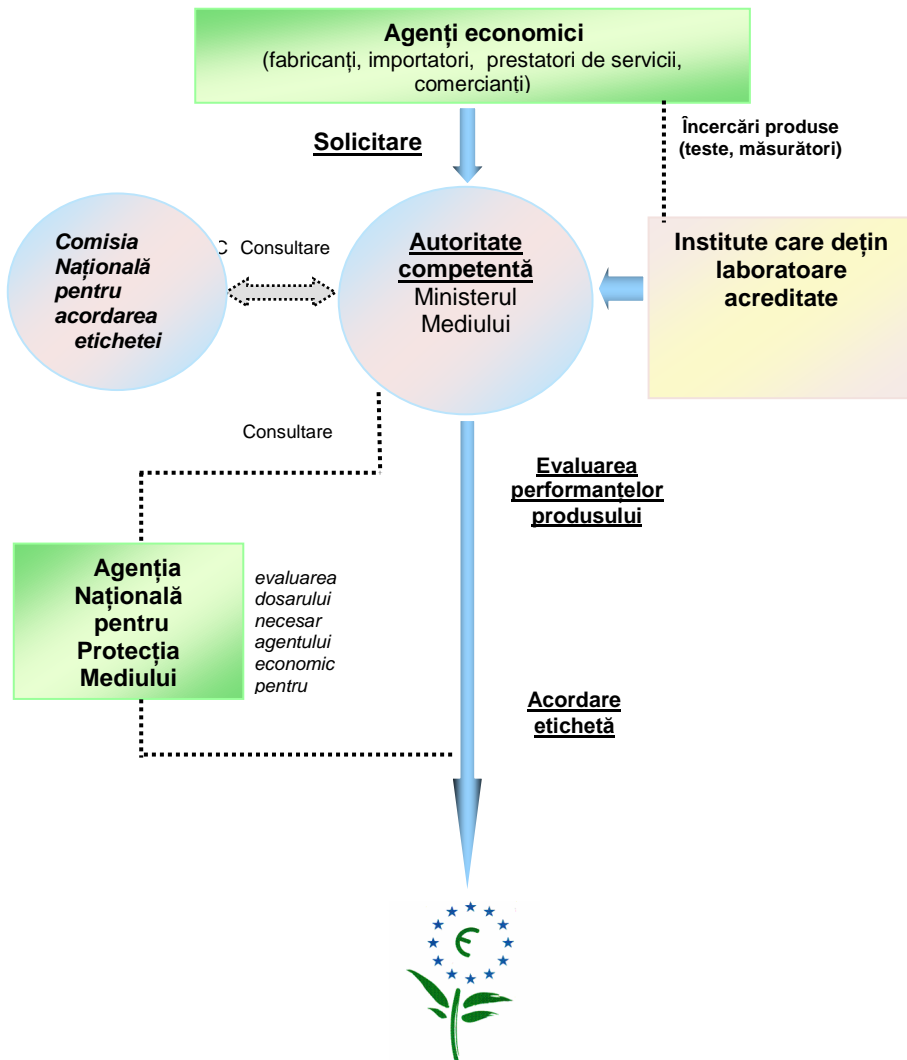 Agenți economici
(fabricanți, importatori, prestatori de servicii,
comercianți)
Solicitare
Încercări produse
(teste, măsurători)
Comisia
Națională
pentru
acordarea
etichetei
C Consultare
Autoritate
competentă
Ministerul
Mediului
Institute care dețin
laboratoare
acreditate
Consultare
Evaluarea
performanțelor
produsului
Agenția
Națională
pentru
Protecția
Mediului
evaluarea
dosarului
necesar
agentului
economic
pentru
Acordare
etichetă